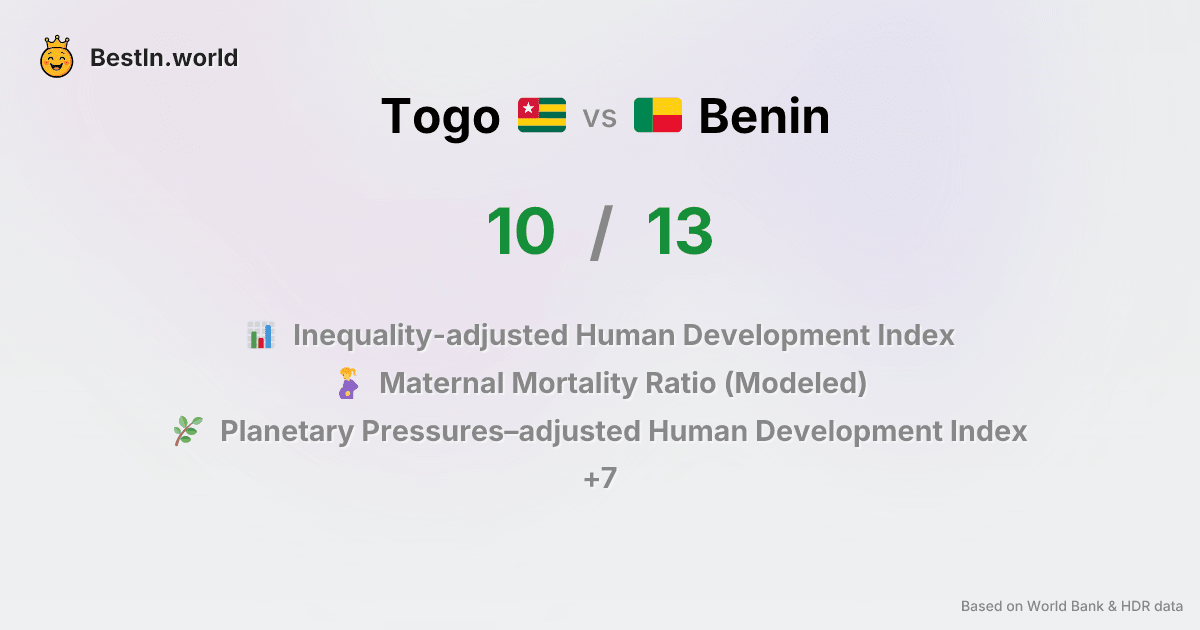 BestIn.world
Togo vs Benin
10 / 13
Inequality-adjusted Human Development Index
Maternal Mortality Ratio (Modeled)
Planetary Pressures–adjusted Human Development Index
+7
Based on World Bank & HDR data